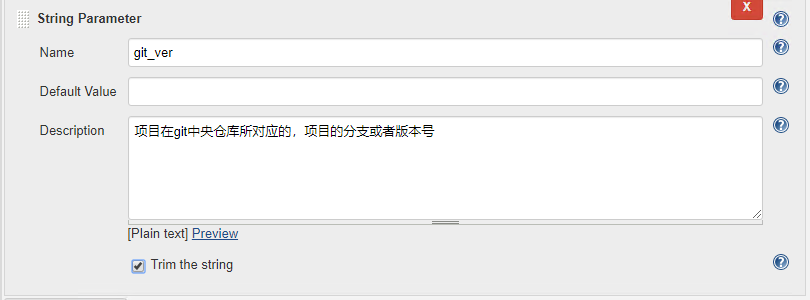 String Parameter
X
Name
git_ver
Default Value
Description
项目在git中央仓库所对应的，项目的分支或者版本号
[Plain text] Preview
Trim the string